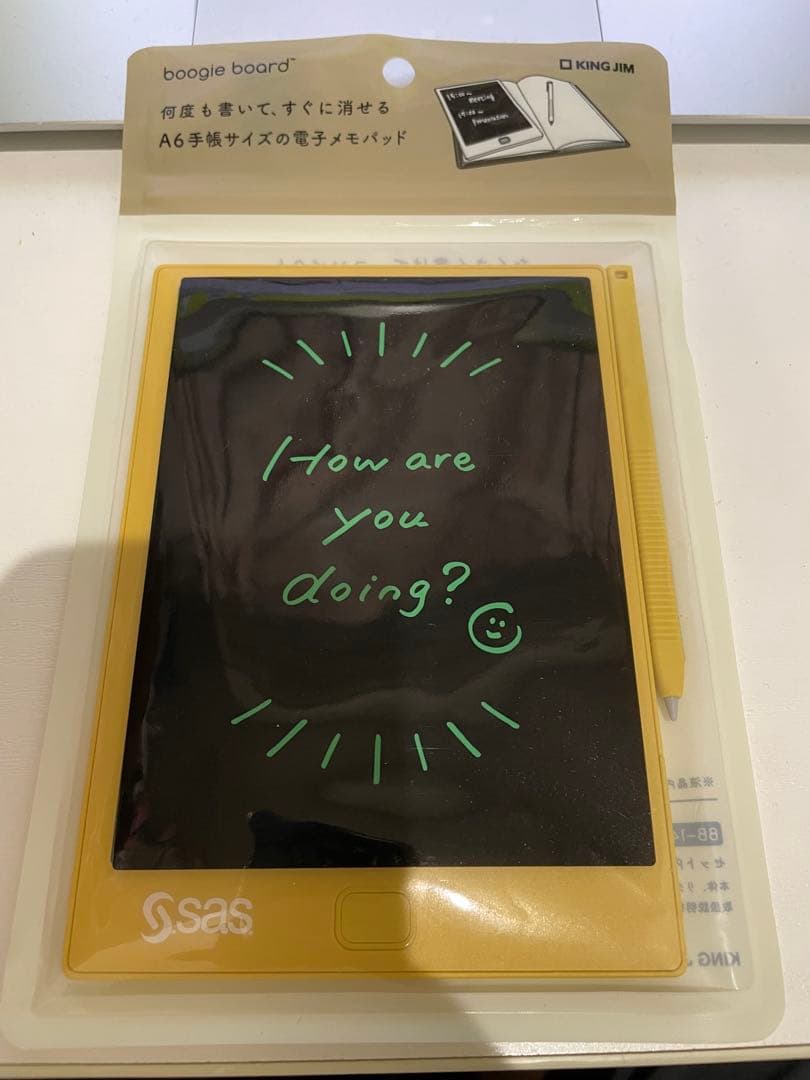 boogie board™
KING JIM
何度も書いて、すぐに消せる
A6手帳サイズの電子メモパッド
How are
you
doing?
sas
KING J